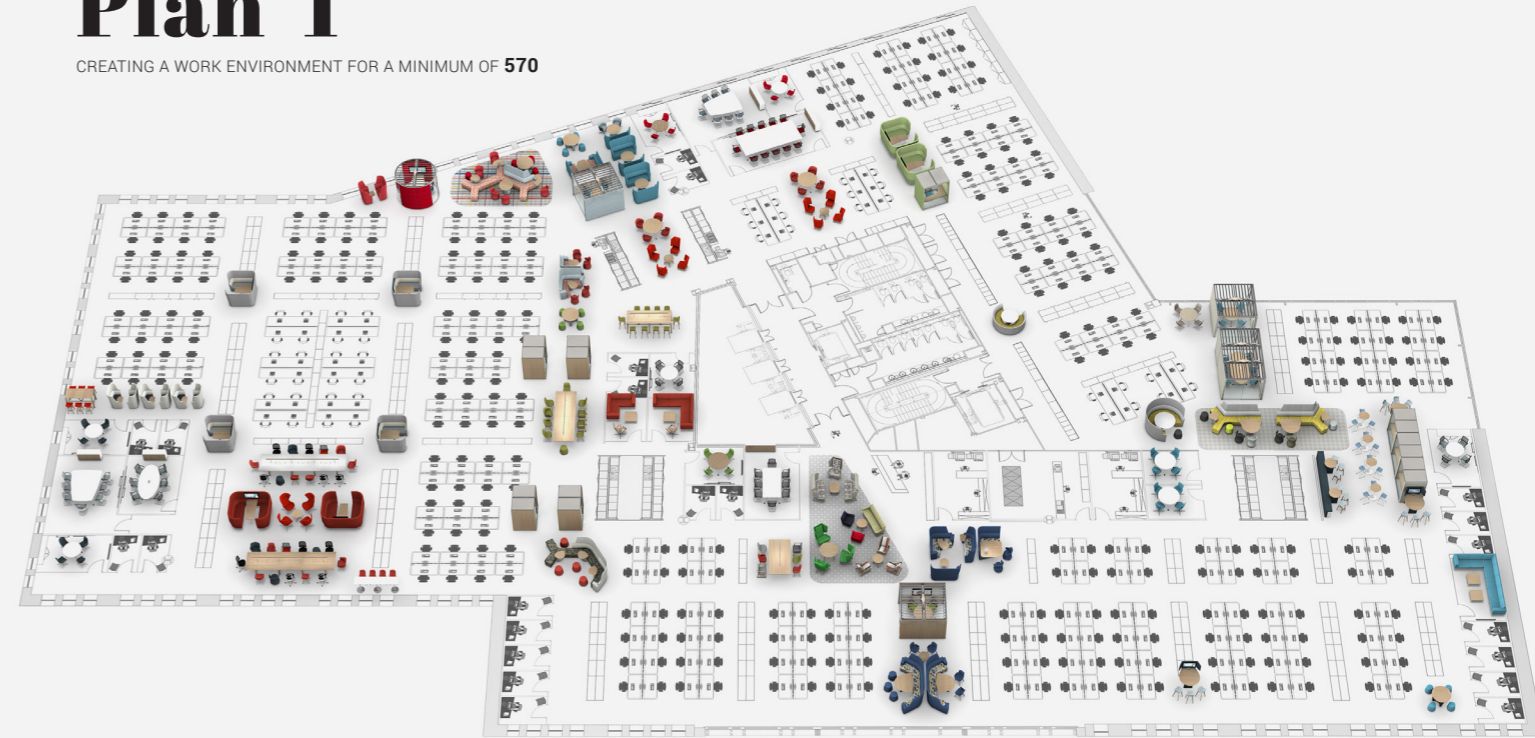 Plan 1
CREATING A WORK ENVIRONMENT FOR A MINIMUM OF 570